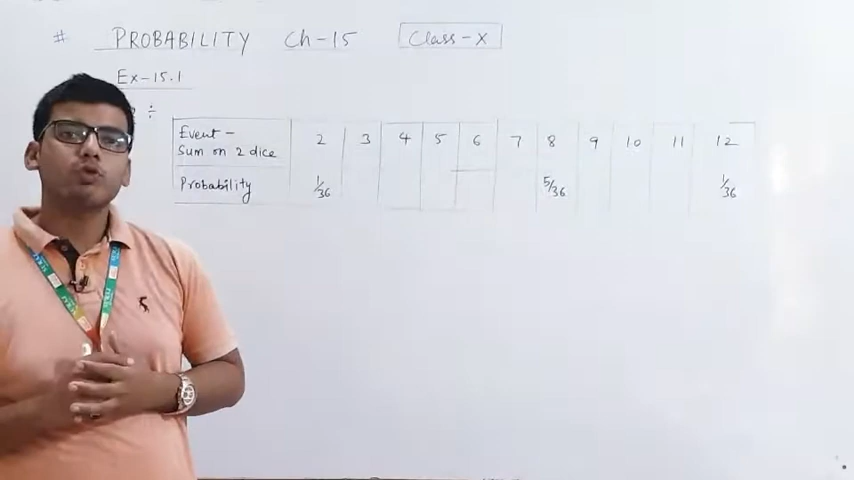 # PROBABILITY Ch-15 Class-X
Ex-15.1
Event - 2 3 4 5 6 7 8 9 10 11 12
Sum on 2 dice
Probability 1/36 5/36 1/36